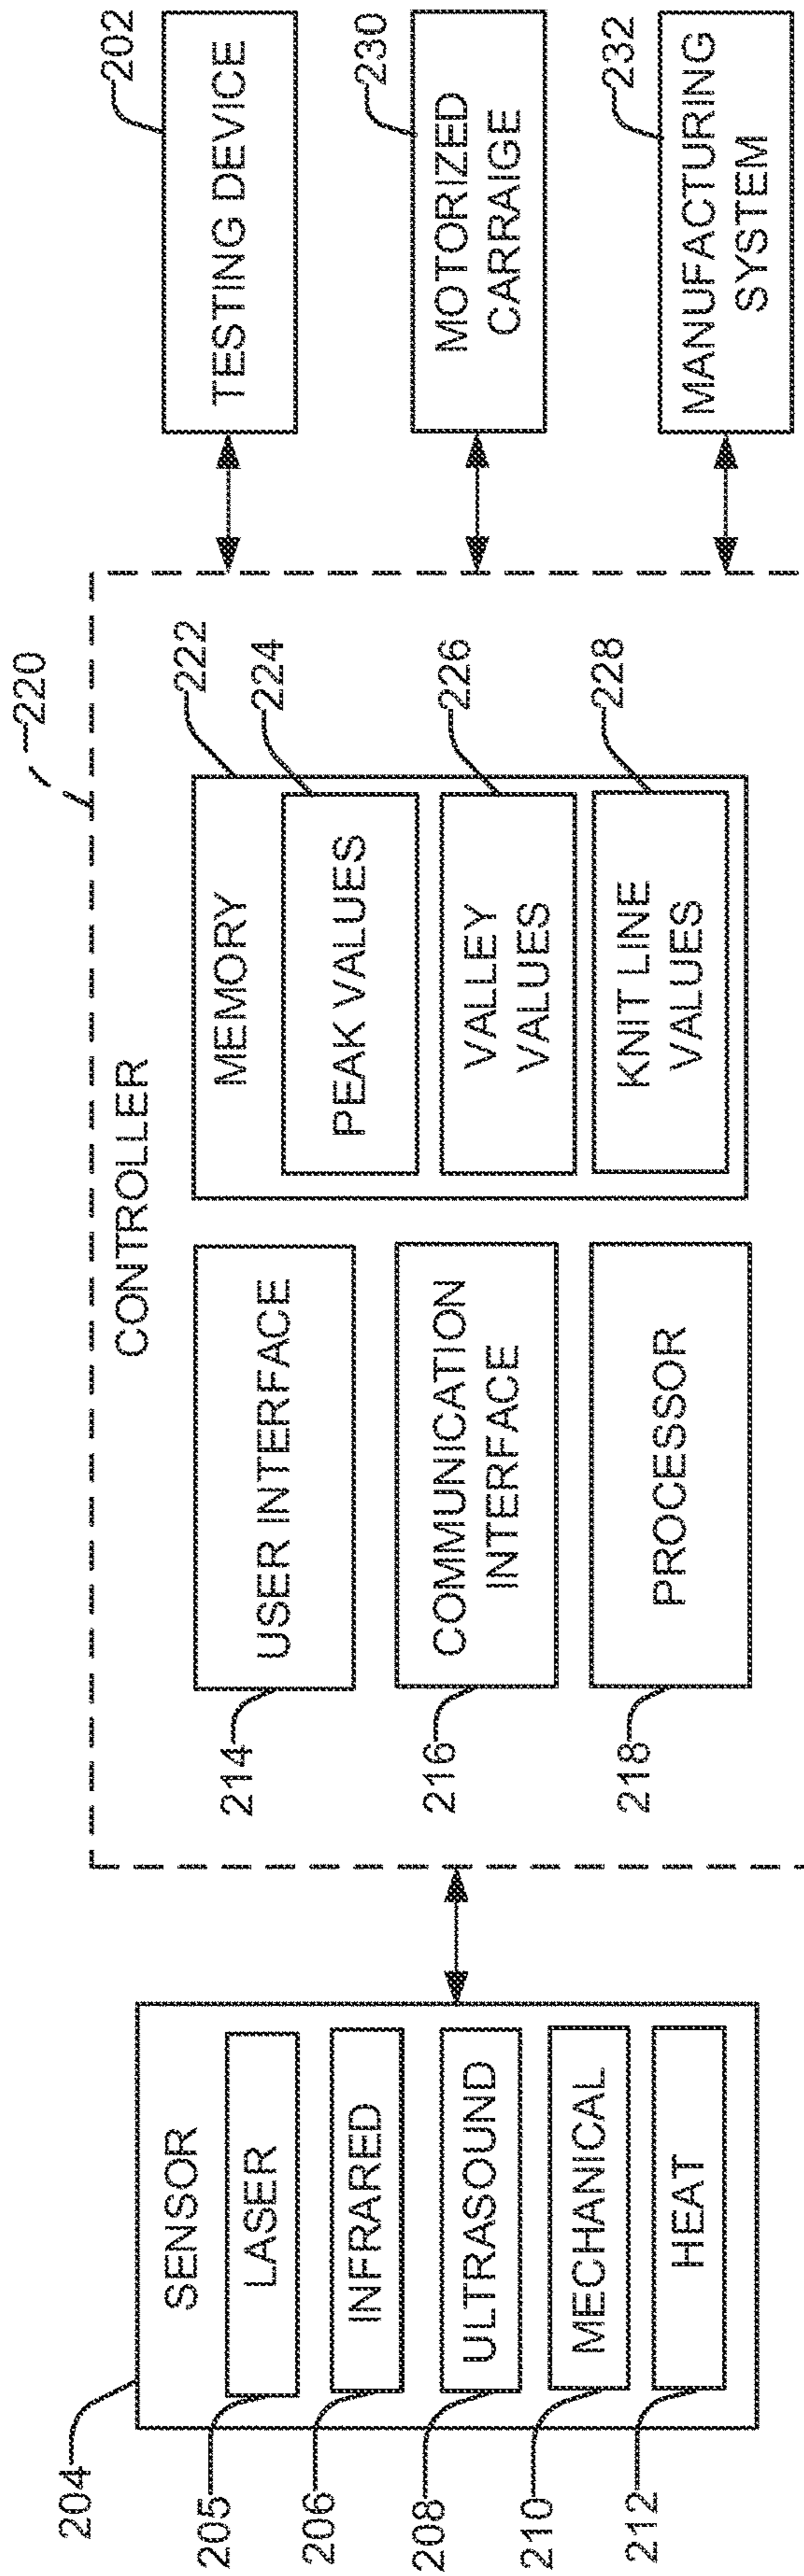 220
204
SENSOR
205
LASER
206
INFRARED
208
ULTRASOUND
210
MECHANICAL
212
HEAT
CONTROLLER
214
USER INTERFACE
216
COMMUNICATION
INTERFACE
218
PROCESSOR
222
MEMORY
224
PEAK VALUES
226
VALLEY
VALUES
228
KNIT LINE
VALUES
202
TESTING DEVICE
230
MOTORIZED
CARRAIGE
232
MANUFACTURING
SYSTEM